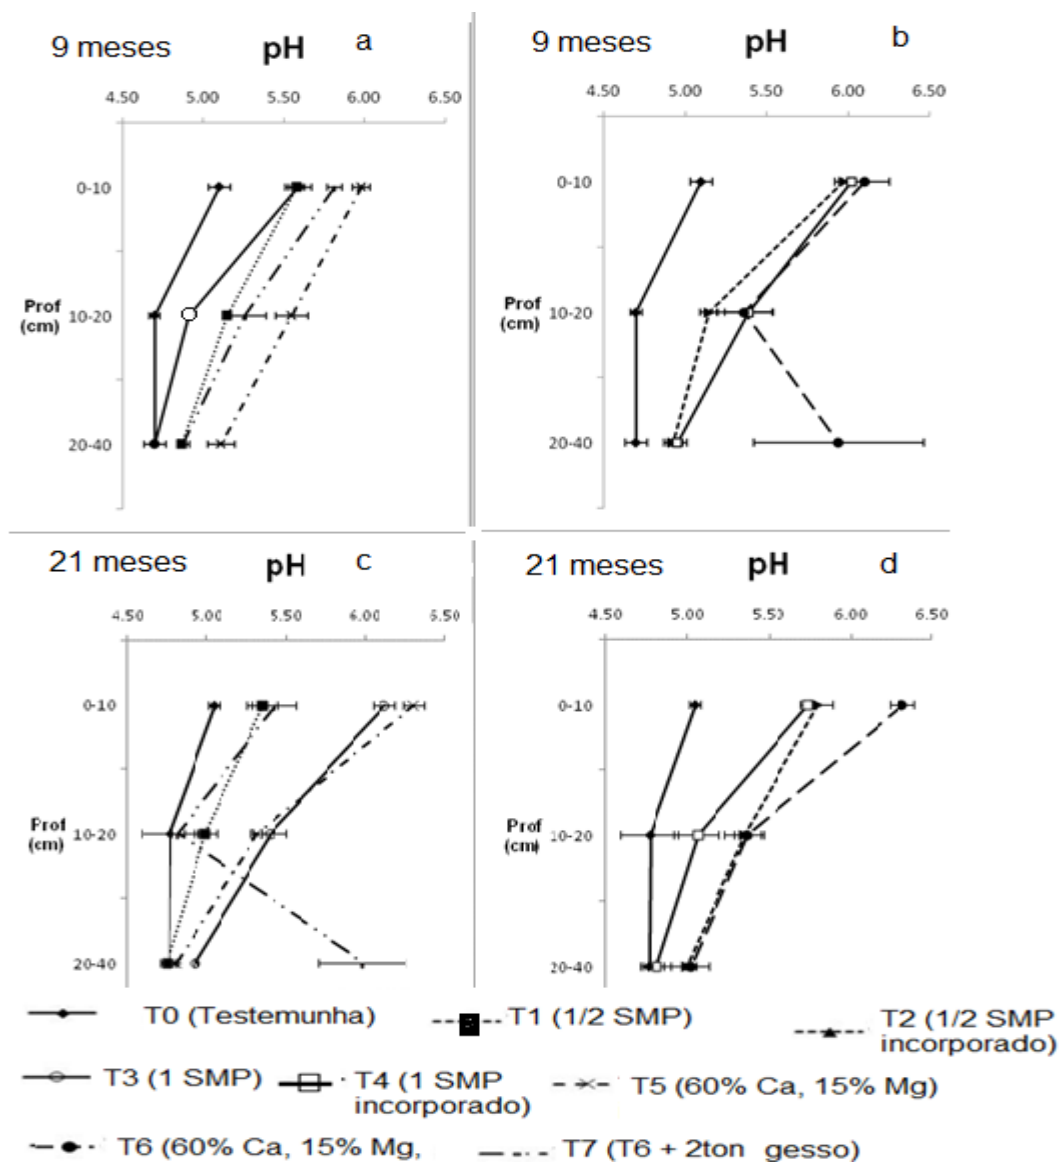 9 meses pH a
4.50 5.00 5.50 6.00 6.50
0-10
Prof
(cm)
10-20
20-40
9 meses pH b
4.50 5.00 5.50 6.00 6.50
0-10
Prof
(cm)
10-20
20-40
21 meses pH c
4.50 5.00 5.50 6.00 6.50
0-10
Prof
(cm)
10-20
20-40
21 meses pH d
4.50 5.00 5.50 6.00 6.50
0-10
Prof
(cm)
10-20
20-40
T0 (Testemunha)
T1 (1/2 SMP)
T2 (1/2 SMP
incorporado)
T3 (1 SMP)
T4 (1 SMP
incorporado)
T5 (60% Ca, 15% Mg)
T6 (60% Ca, 15% Mg,
T7 (T6 + 2ton gesso)